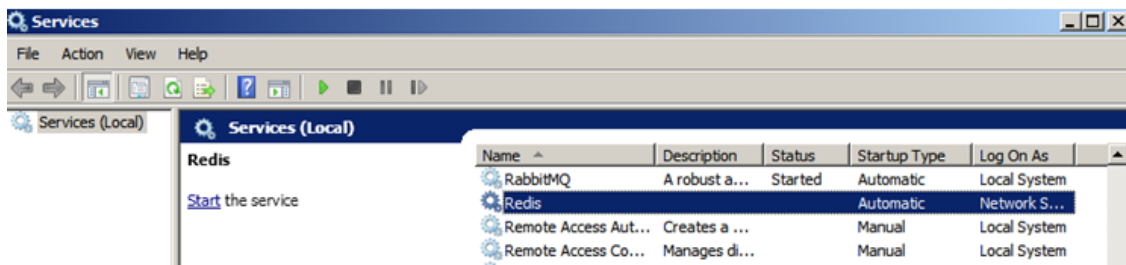 Services
File Action View Help
Services (Local)
Services (Local)
Redis
Start the service
Name Description Status Startup Type Log On As
RabbitMQ A robust a... Started Automatic Local System
Redis Automatic Network S...
Remote Access Aut... Creates a ... Manual Local System
Remote Access Co... Manages di... Manual Local System